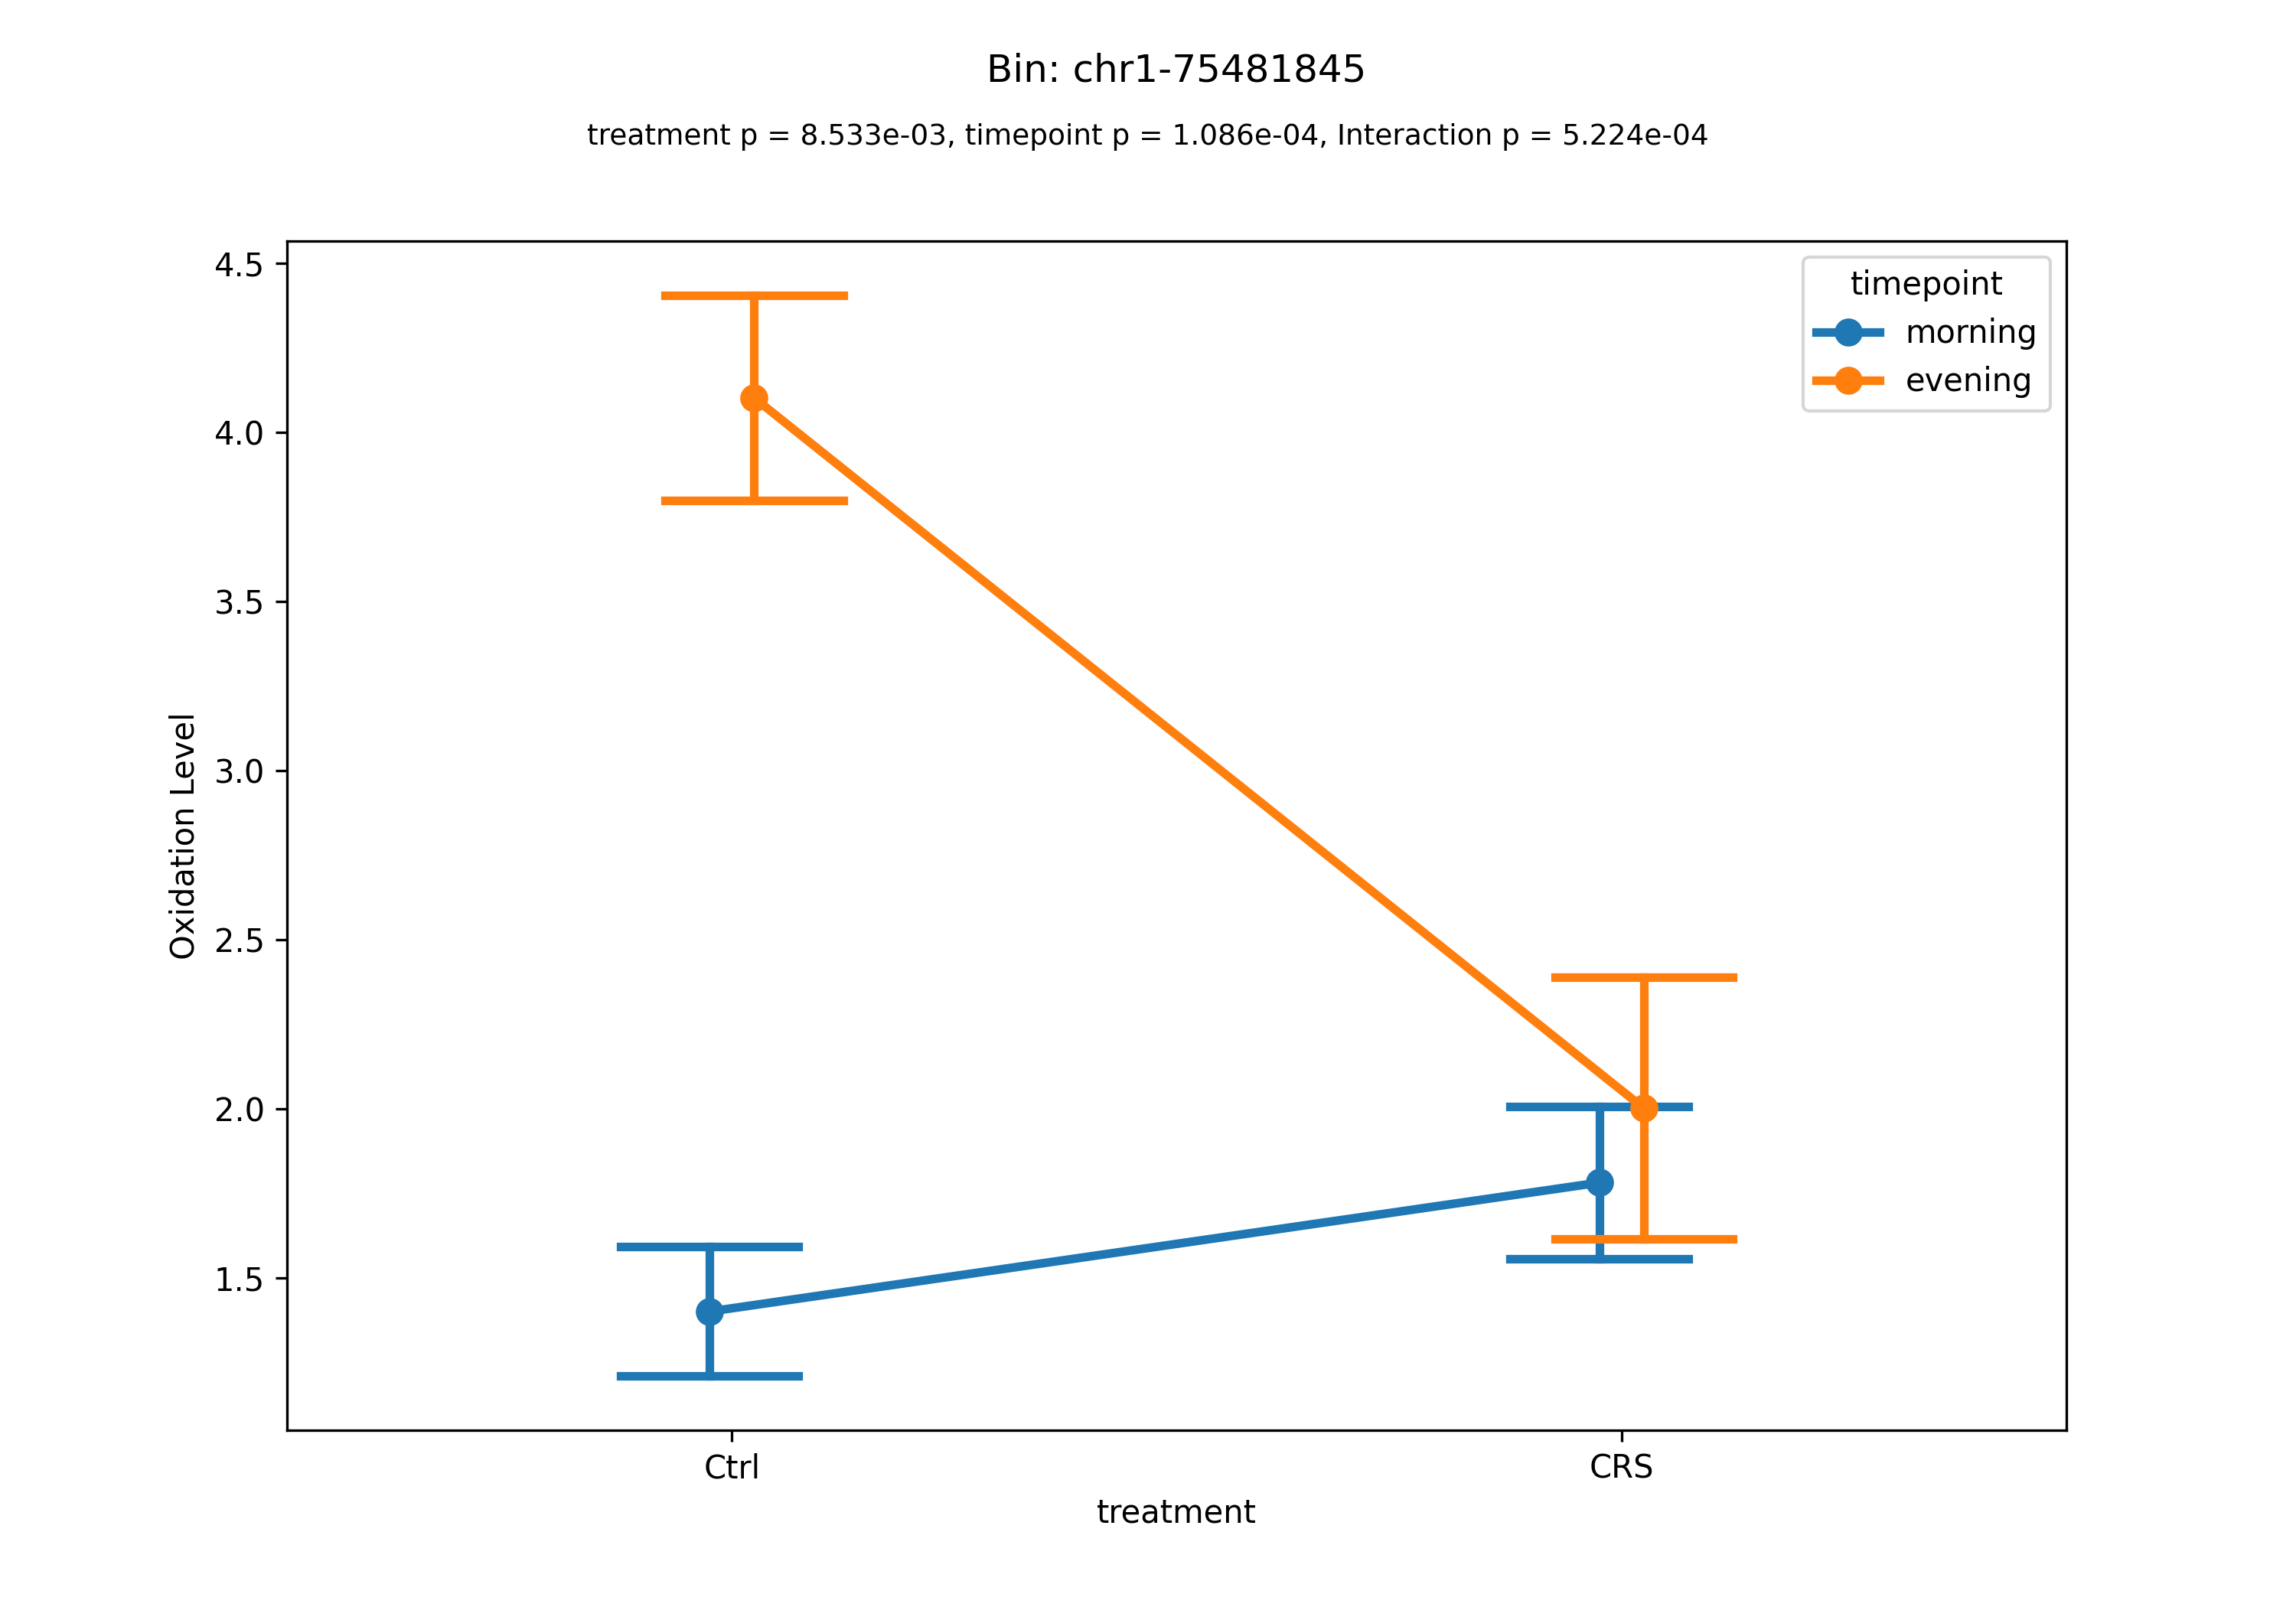 Bin: chr1-75481845
treatment p = 8.533e-03, timepoint p = 1.086e-04, Interaction p = 5.224e-04
timepoint
morning
evening
Oxidation Level
4.5
4.0
3.5
3.0
2.5
2.0
1.5
Ctrl
CRS
treatment